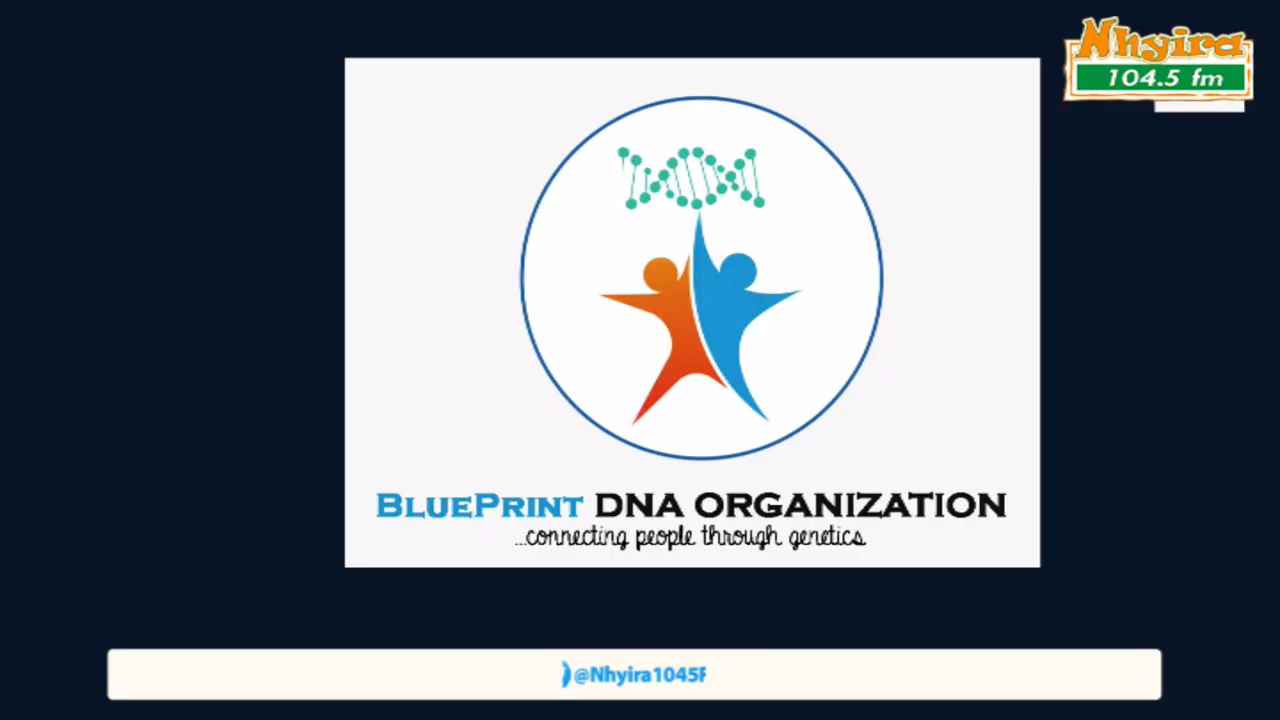 Nhyira
104.5 fm
BLUEPRINT DNA ORGANIZATION
...connecting people through genetics
@Nhyira1045F